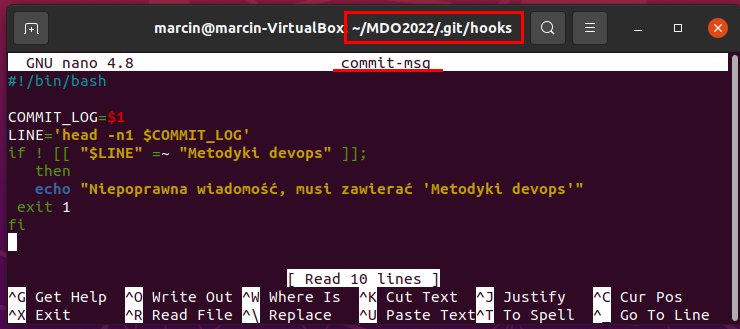 marcin@marcin-VirtualBox: ~/MDO2022/.git/hooks
GNU nano 4.8 commit-msg
#!/bin/bash
COMMIT_LOG=$1
LINE='head -n1 $COMMIT_LOG'
if ! [[ "$LINE" =~ "Metodyki devops" ]];
then
echo "Niepoprawna wiadomość, musi zawierać 'Metodyki devops'"
exit 1
fi
[ Read 10 lines ]
^G Get Help ^O Write Out ^W Where Is ^K Cut Text ^J Justify ^C Cur Pos
^X Exit ^R Read File ^\ Replace ^U Paste Text ^T To Spell ^_ Go To Line